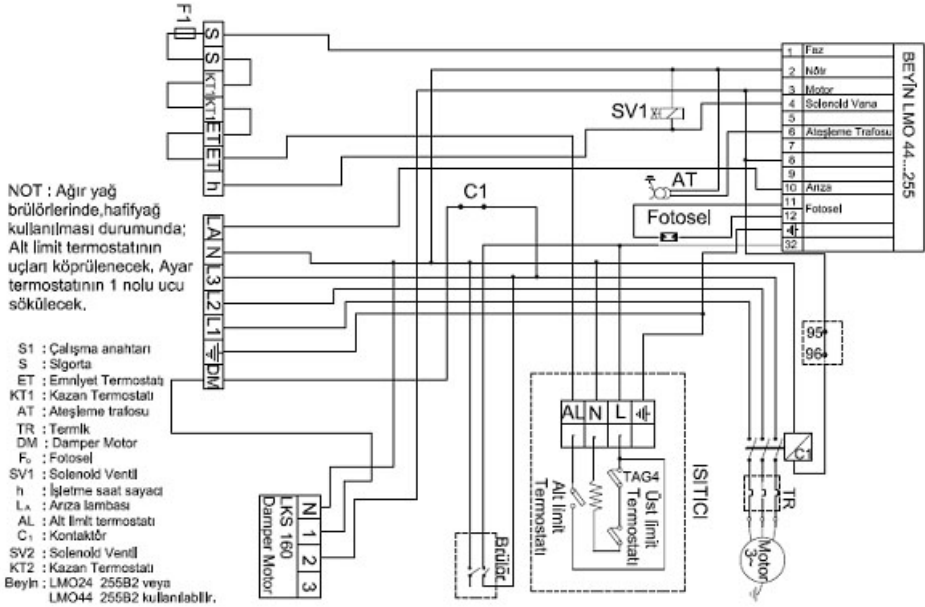 F1
S
S
KT1
KT1
ET
ET
h
LA
N
L3
L2
L1
DM
NOT : Ağır yağ
brülörlerinde,hafifyağ
kullanılması durumunda;
Alt limit termostatının
uçları köprülenecek, Ayar
termostatının 1 nolu ucu
sökülecek.
S1 : Çalışma anahtarı
S : Sigorta
ET : Emniyet Termostatı
KT1 : Kazan Termostatı
AT : Ateşleme trafosu
TR : Termik
DM : Damper Motor
F₀ : Fotosel
SV1 : Solenoid Ventil
h : İşletme saat sayacı
LA : Arıza lambası
AL : Alt limit termostatı
C₁ : Kontaktör
SV2 : Solenoid Ventil
KT2 : Kazan Termostatı
Beyin : LMO24 255B2 veya
LMO44 255B2 kullanılabilir.
SV1
AT
C1
Fotosel
BEYİN LMO 44...255
1 Faz
2 Nötr
3 Motor
4 Solenoid Vana
5
6 Ateşleme Trafosu
7
8
9
10 Arıza
11
12
Fotosel
32
95
96
C1
TR
Motor
3~
ISITICI
AL N L
TAG4
Üst limit
Termostatı
Alt limit
Termostatı
Brülör
LKS 160
Damper Motor
N
1
2
3